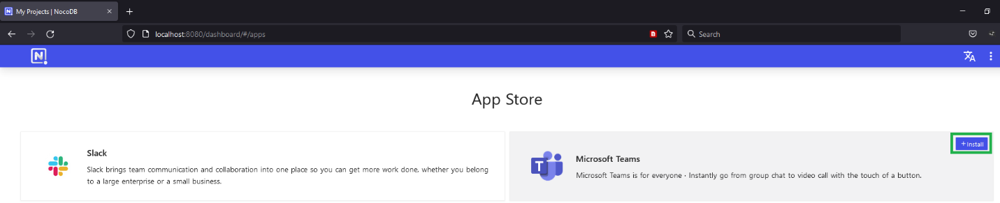 My Projects | NocoDB
localhost:8080/dashboard/#/apps
Search
App Store
Slack
Slack brings team communication and collaboration into one place so you can get more work done, whether you belong
to a large enterprise or a small business.
+ Install
Microsoft Teams
Microsoft Teams is for everyone · Instantly go from group chat to video call with the touch of a button.